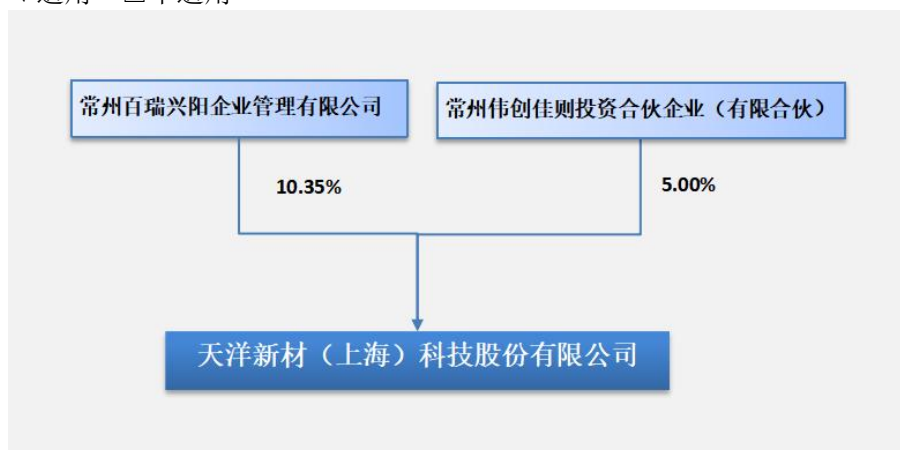 常州百瑞兴阳企业管理有限公司
常州伟创佳则投资合伙企业（有限合伙）
10.35%
5.00%
天洋新材（上海）科技股份有限公司